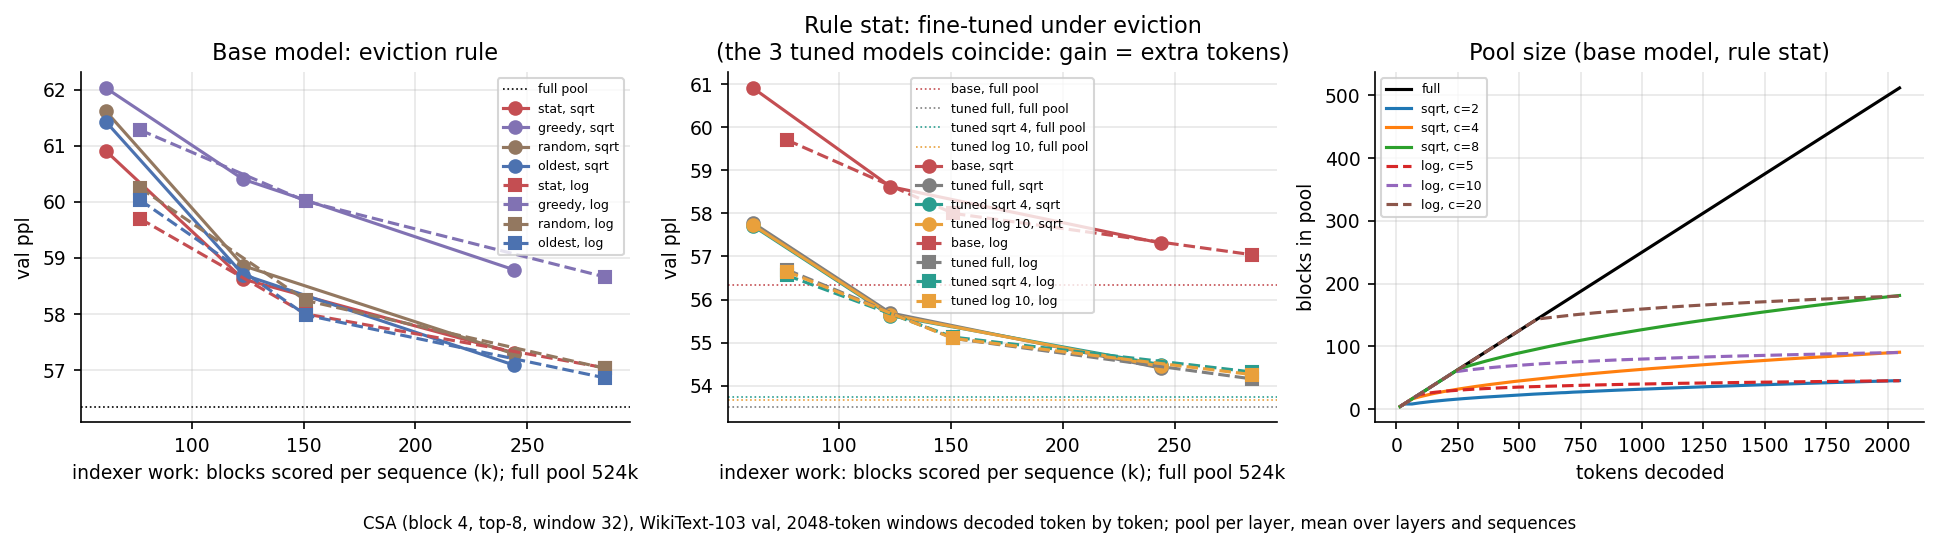 Base model: eviction rule
val ppl
62
61
60
59
58
57
100
150
200
250
indexer work: blocks scored per sequence (k); full pool 524k
full pool
stat, sqrt
greedy, sqrt
random, sqrt
oldest, sqrt
stat, log
greedy, log
random, log
oldest, log
Rule stat: fine-tuned under eviction
(the 3 tuned models coincide: gain = extra tokens)
val ppl
61
60
59
58
57
56
55
54
100
150
200
250
indexer work: blocks scored per sequence (k); full pool 524k
base, full pool
tuned full, full pool
tuned sqrt 4, full pool
tuned log 10, full pool
base, sqrt
tuned full, sqrt
tuned sqrt 4, sqrt
tuned log 10, sqrt
base, log
tuned full, log
tuned sqrt 4, log
tuned log 10, log
Pool size (base model, rule stat)
blocks in pool
500
400
300
200
100
0
0
250
500
750
1000
1250
1500
1750
2000
tokens decoded
full
sqrt, c=2
sqrt, c=4
sqrt, c=8
log, c=5
log, c=10
log, c=20
CSA (block 4, top-8, window 32), WikiText-103 val, 2048-token windows decoded token by token; pool per layer, mean over layers and sequences